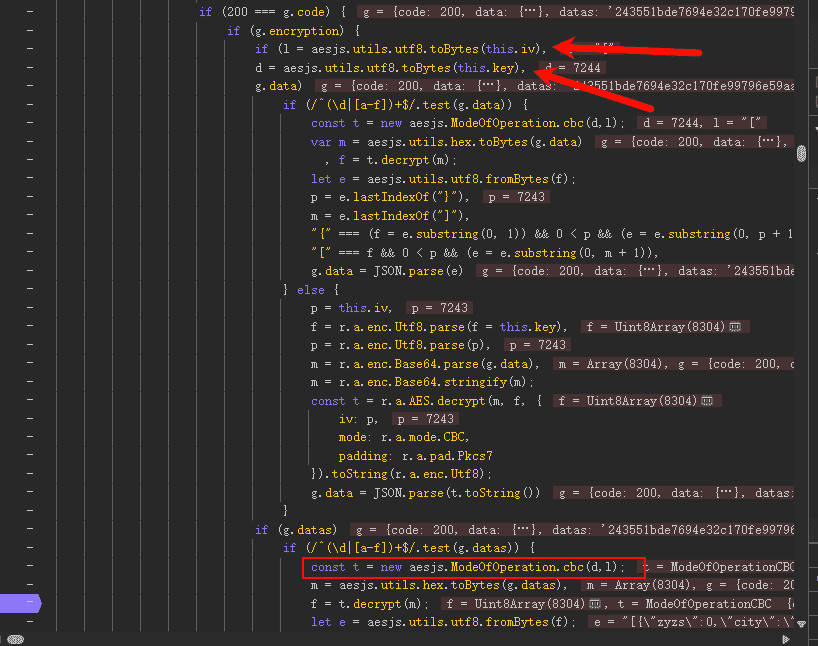 if (200 === g.code) {  g = {code: 200, data: {…}, datas: '243551bde7694e32c170fe9979
if (g.encryption) {
if (l = aesjs.utils.utf8.toBytes(this.iv),  "["
d = aesjs.utils.utf8.toBytes(this.key),  d = 7244
g.data)  g = {code: 200, data: {…}, datas: '243551bde7694e32c170fe99796e59aa
if (/^(\d|[a-f])+$/.test(g.data)) {
const t = new aesjs.ModeOfOperation.cbc(d,l);  d = 7244, l = "["
var m = aesjs.utils.hex.toBytes(g.data)  g = {code: 200, data: {…},
, f = t.decrypt(m);
let e = aesjs.utils.utf8.fromBytes(f);
p = e.lastIndexOf("}"),  p = 7243
m = e.lastIndexOf("]"),
"{" === (f = e.substring(0, 1)) && 0 < p && (e = e.substring(0, p + 1
"[" === f && 0 < p && (e = e.substring(0, m + 1)),
g.data = JSON.parse(e)  g = {code: 200, data: {…}, datas: '243551bde
} else {
p = this.iv,  p = 7243
f = r.a.enc.Utf8.parse(f = this.key),  f = Uint8Array(8304)
p = r.a.enc.Utf8.parse(p),  p = 7243
m = r.a.enc.Base64.parse(g.data),  m = Array(8304), g = {code: 200, d
m = r.a.enc.Base64.stringify(m);
const t = r.a.AES.decrypt(m, f, {  f = Uint8Array(8304)
iv: p,  p = 7243
mode: r.a.mode.CBC,
padding: r.a.pad.Pkcs7
}).toString(r.a.enc.Utf8);
g.data = JSON.parse(t.toString())  g = {code: 200, data: {…}, datas:
}
if (g.datas)  g = {code: 200, data: {…}, datas: '243551bde7694e32c170fe99796
if (/^(\d|[a-f])+$/.test(g.datas)) {
const t = new aesjs.ModeOfOperation.cbc(d,l);  t = ModeOfOperationCBC
m = aesjs.utils.hex.toBytes(g.datas),  m = Array(8304), g = {code: 20
f = t.decrypt(m);  f = Uint8Array(8304), t = ModeOfOperationCBC {
let e = aesjs.utils.utf8.fromBytes(f);  e = "[{\"zyzs\":0,\"city\":\"